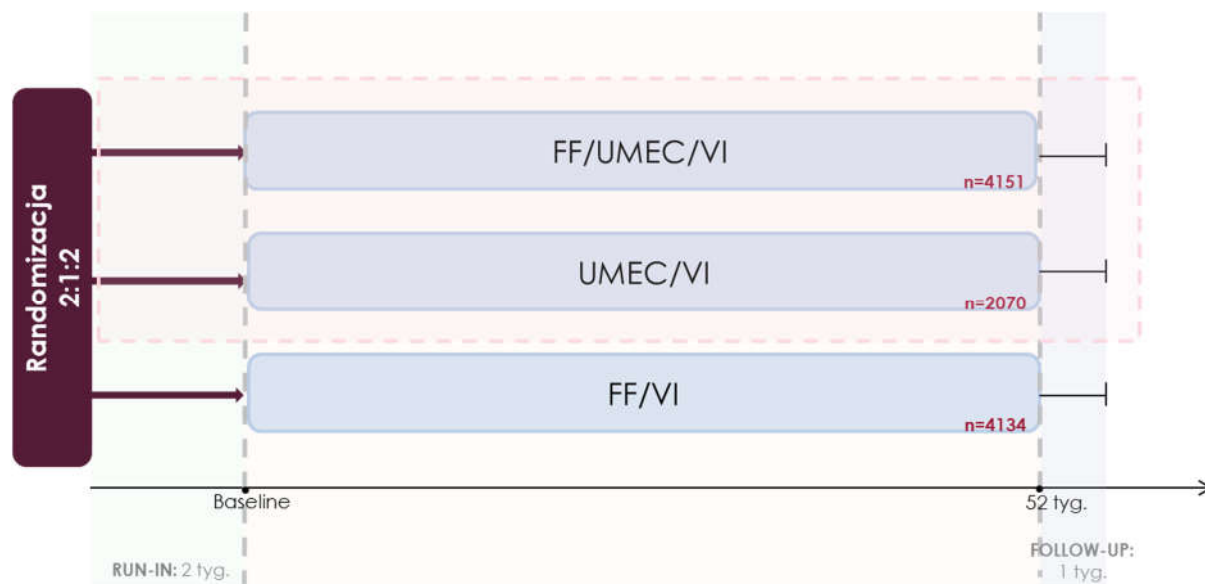 Randomizacja
2:1:2
FF/UMEC/VI
n=4151
UMEC/VI
n=2070
FF/VI
n=4134
Baseline
52 tyg.
RUN-IN: 2 tyg.
FOLLOW-UP:
1 tyg.